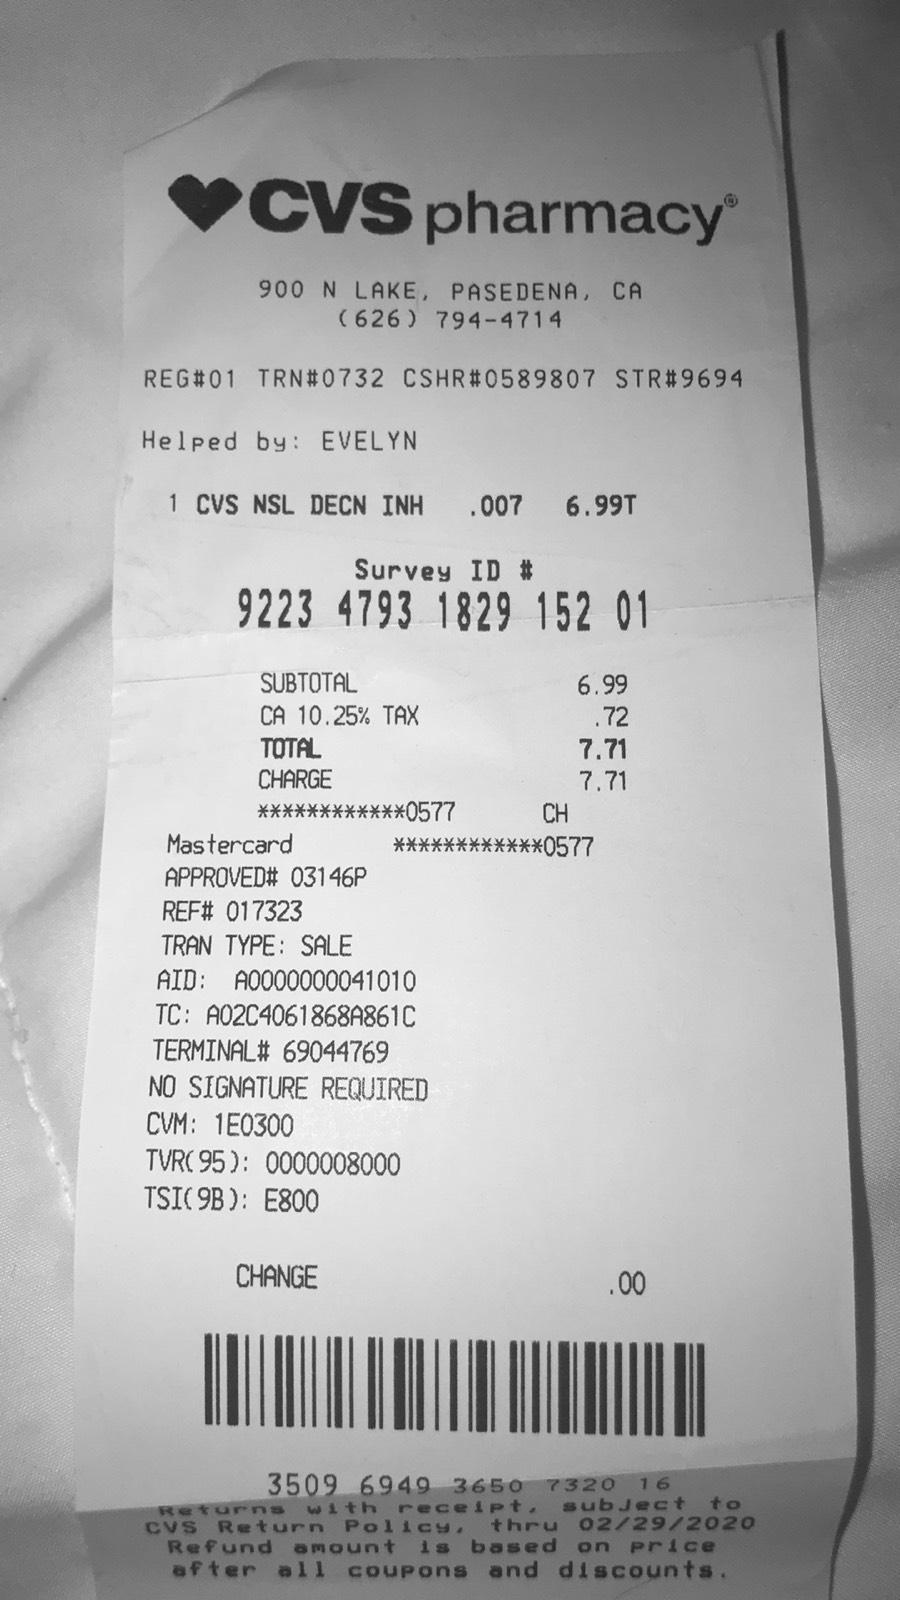 CVS pharmacy®
900 N LAKE, PASEDENA, CA
(626) 794-4714
REG#01 TRN#0732 CSHR#0589807 STR#9694
Helped by: EVELYN
1 CVS NSL DECN INH .007 6.99T
Survey ID #
9223 4793 1829 152 01
SUBTOTAL 6.99
CA 10.25% TAX .72
TOTAL 7.71
CHARGE 7.71
************0577 CH
Mastercard ************0577
APPROVED# 03146P
REF# 017323
TRAN TYPE: SALE
AID: A0000000041010
TC: A02C4061868A861C
TERMINAL# 69044769
NO SIGNATURE REQUIRED
CVM: 1E0300
TVR(95): 0000008000
TSI(9B): E800
CHANGE .00
3509 6949 3650 7320 16
Returns with receipt, subject to
CVS Return Policy, thru 02/29/2020
Refund amount is based on price
after all coupons and discounts.